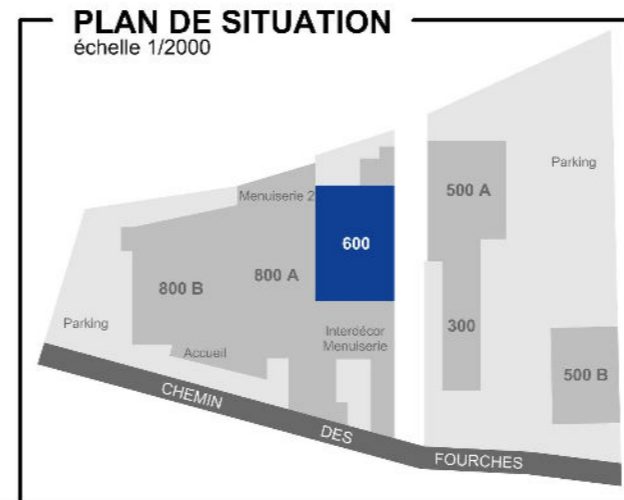 PLAN DE SITUATION
échelle 1/2000
Parking
500 A
Menuiserie 2
600
800 A
800 B
Parking
Accueil
Interdécor
Menuiserie
300
500 B
CHEMIN
DES
FOURCHES